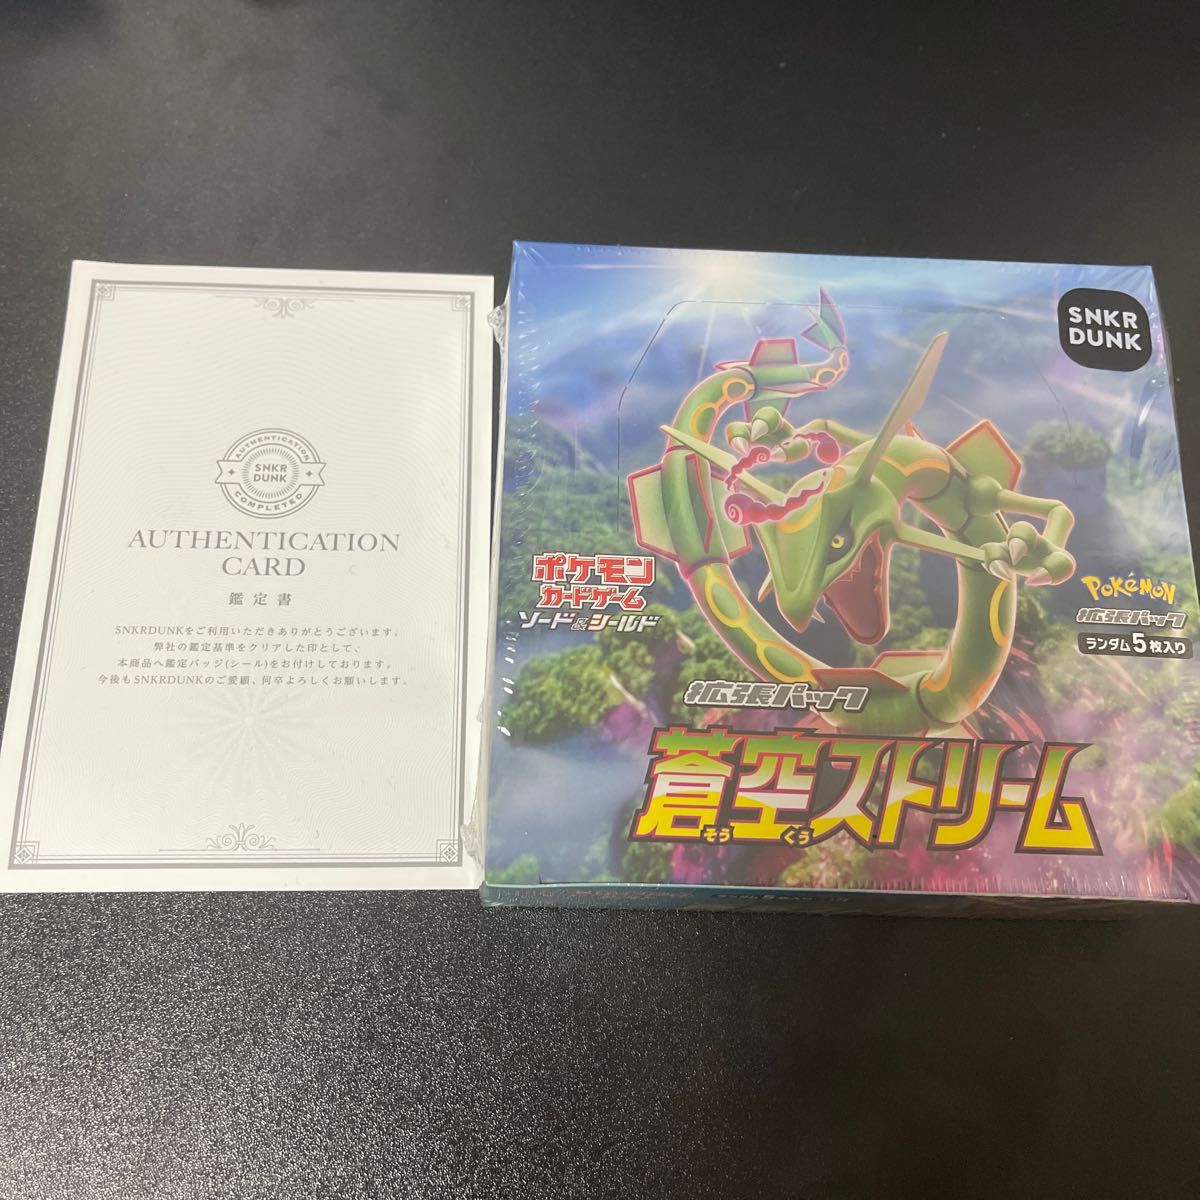 AUTHENTICATION
SNKR
DUNK
COMPLETED
AUTHENTICATION
CARD
鑑定書
SNKRDUNKをご利用いただきありがとうございます。
弊社の鑑定基準をクリアした印として、
本商品へ鑑定バッジ(シール)をお付けしております。
今後もSNKRDUNKのご愛顧、何卒よろしくお願いします。
SNKR
DUNK
ポケモン
カードゲーム
ソード&シールド
POKéMON
拡張パック
ランダム5枚入り
拡張パック
蒼空ストリーム
そう くう